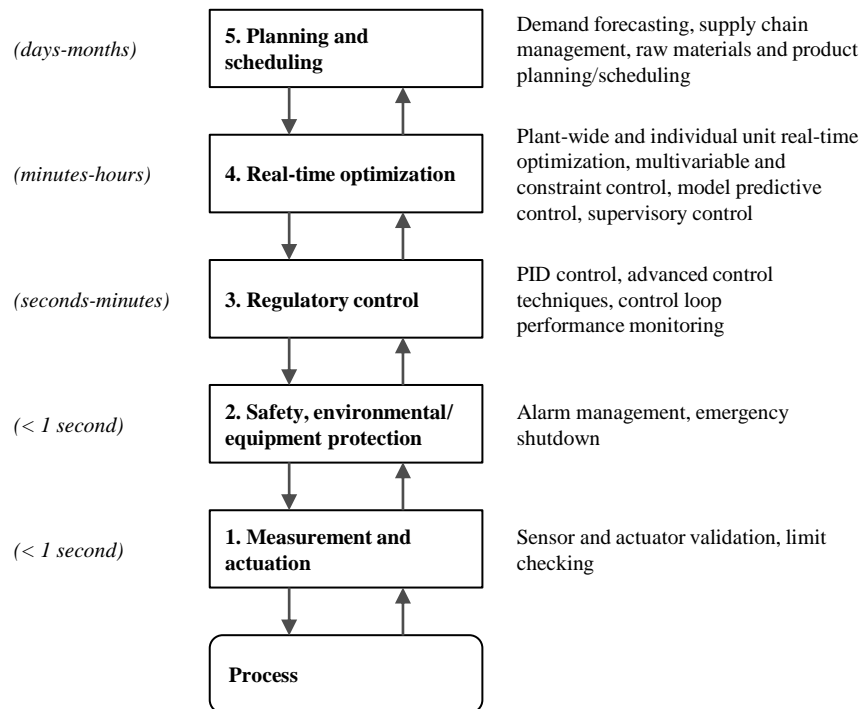 (days-months)
5. Planning and
scheduling
Demand forecasting, supply chain
management, raw materials and product
planning/scheduling
(minutes-hours)
4. Real-time optimization
Plant-wide and individual unit real-time
optimization, multivariable and
constraint control, model predictive
control, supervisory control
(seconds-minutes)
3. Regulatory control
PID control, advanced control
techniques, control loop
performance monitoring
(< 1 second)
2. Safety, environmental/
equipment protection
Alarm management, emergency
shutdown
(< 1 second)
1. Measurement and
actuation
Sensor and actuator validation, limit
checking
Process